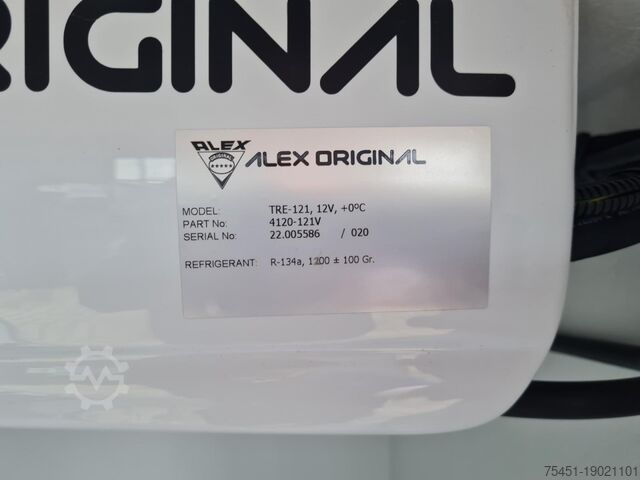 RIGINAL
ALEX
ORIGINAL
ALEX ORIGINAL
MODEL: TRE-121, 12V, +0ºC
PART No: 4120-121V
SERIAL No: 22.005586 / 020
REFRIGERANT: R-134a, 1200 ± 100 Gr.
75451-19021101